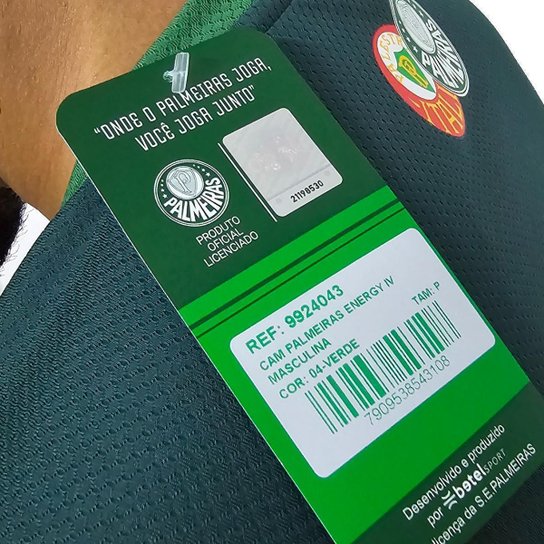 "ONDE O PALMEIRAS JOGA,
VOCÊ JOGA JUNTO"
PALMEIRAS
PRODUTO
OFICIAL
LICENCIADO
21198530
REF: 9924043
CAM PALMEIRAS ENERGY IV
MASCULINA
TAM: P
COR: 04-VERDE
7909538543108
Desenvolvido e produzido
por betel SPORT
licença da S.E. PALMEIRAS
PALMEIRAS